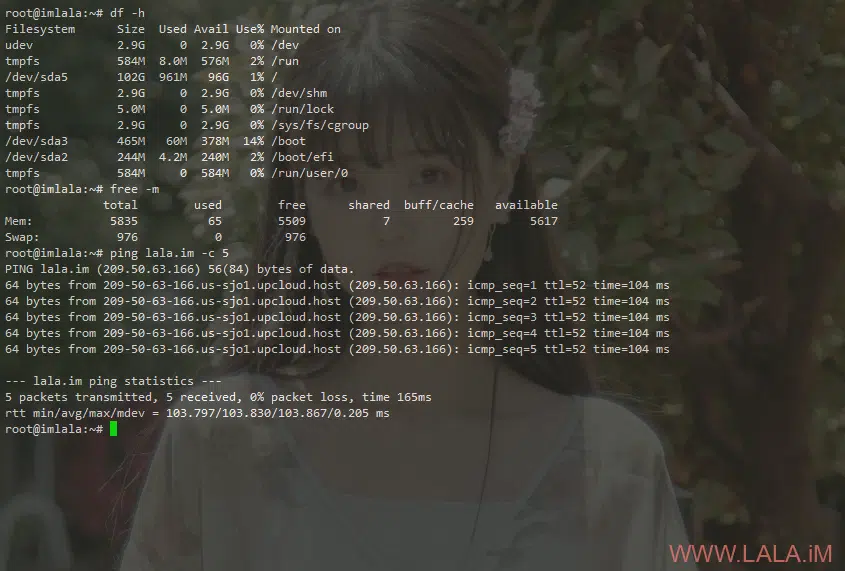 root@imlala:~# df -h
Filesystem      Size  Used Avail Use% Mounted on
udev            2.9G     0  2.9G   0% /dev
tmpfs           584M  8.0M  576M   2% /run
/dev/sda5       102G  961M   96G   1% /
tmpfs           2.9G     0  2.9G   0% /dev/shm
tmpfs           5.0M     0  5.0M   0% /run/lock
tmpfs           2.9G     0  2.9G   0% /sys/fs/cgroup
/dev/sda3       465M   60M  378M  14% /boot
/dev/sda2       244M  4.2M  240M   2% /boot/efi
tmpfs           584M     0  584M   0% /run/user/0
root@imlala:~# free -m
              total        used        free      shared  buff/cache   available
Mem:           5835          65        5509           7         259        5617
Swap:           976           0         976
root@imlala:~# ping lala.im -c 5
PING lala.im (209.50.63.166) 56(84) bytes of data.
64 bytes from 209-50-63-166.us-sjo1.upcloud.host (209.50.63.166): icmp_seq=1 ttl=52 time=104 ms
64 bytes from 209-50-63-166.us-sjo1.upcloud.host (209.50.63.166): icmp_seq=2 ttl=52 time=104 ms
64 bytes from 209-50-63-166.us-sjo1.upcloud.host (209.50.63.166): icmp_seq=3 ttl=52 time=104 ms
64 bytes from 209-50-63-166.us-sjo1.upcloud.host (209.50.63.166): icmp_seq=4 ttl=52 time=104 ms
64 bytes from 209-50-63-166.us-sjo1.upcloud.host (209.50.63.166): icmp_seq=5 ttl=52 time=104 ms
--- lala.im ping statistics ---
5 packets transmitted, 5 received, 0% packet loss, time 165ms
rtt min/avg/max/mdev = 103.797/103.830/103.867/0.205 ms
root@imlala:~#
WWW.LALA.iM